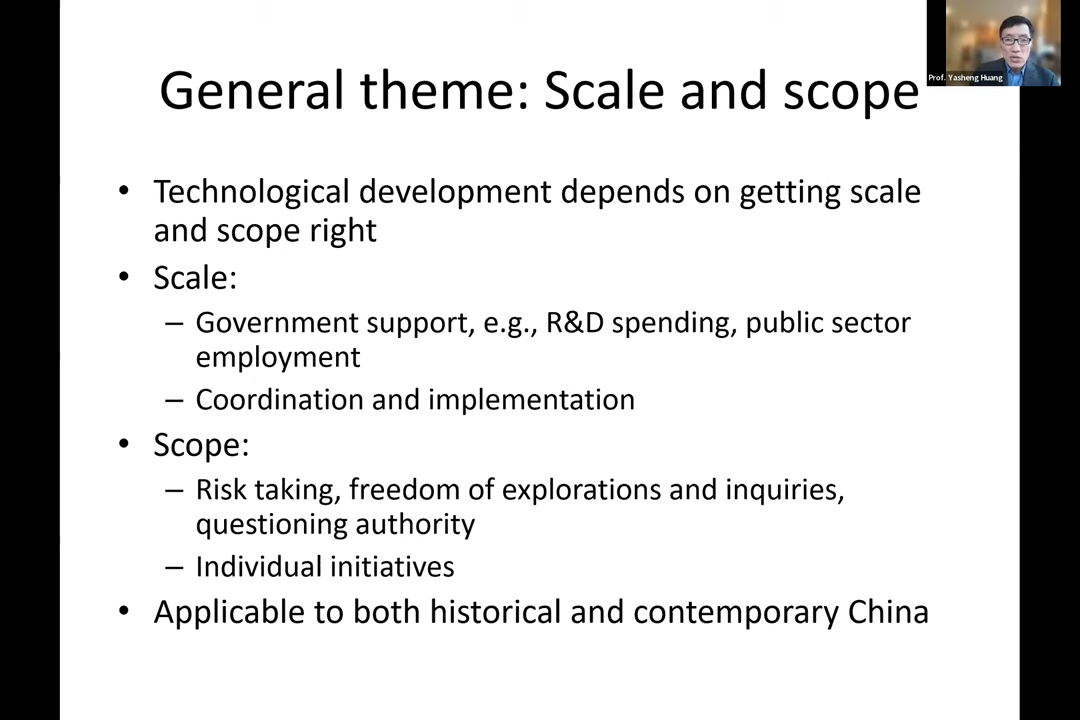 General theme: Scale and scope
Prof. Yasheng Huang
• Technological development depends on getting scale
and scope right
• Scale:
– Government support, e.g., R&D spending, public sector
employment
– Coordination and implementation
• Scope:
– Risk taking, freedom of explorations and inquiries,
questioning authority
– Individual initiatives
• Applicable to both historical and contemporary China